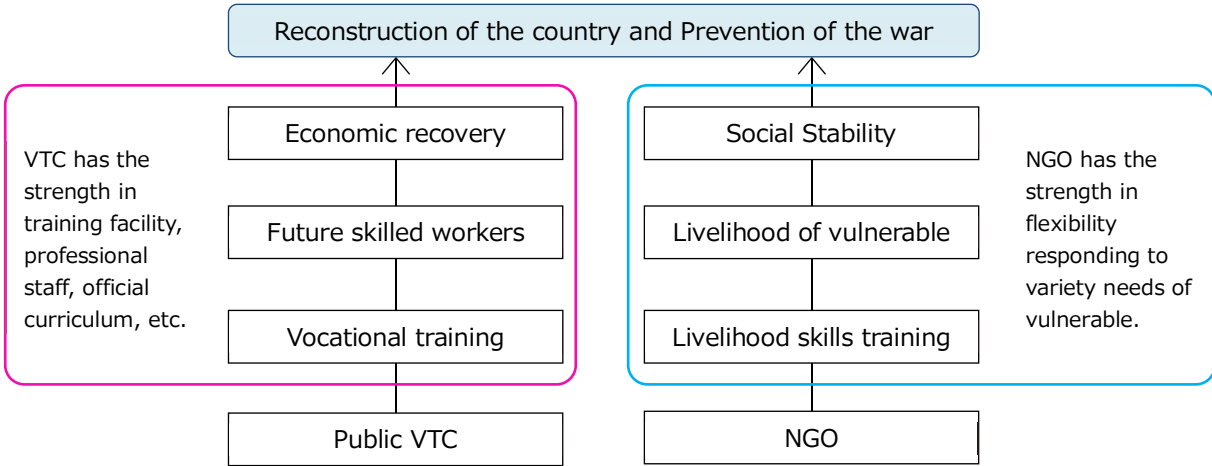 Reconstruction of the country and Prevention of the war
VTC has the
strength in
training facility,
professional
staff, official
curriculum, etc.
Economic recovery
Future skilled workers
Vocational training
Public VTC
Social Stability
Livelihood of vulnerable
Livelihood skills training
NGO
NGO has the
strength in
flexibility
responding to
variety needs of
vulnerable.